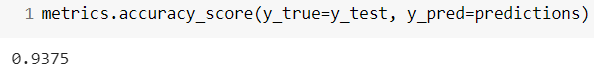 1 metrics.accuracy_score(y_true=y_test, y_pred=predictions)
0.9375